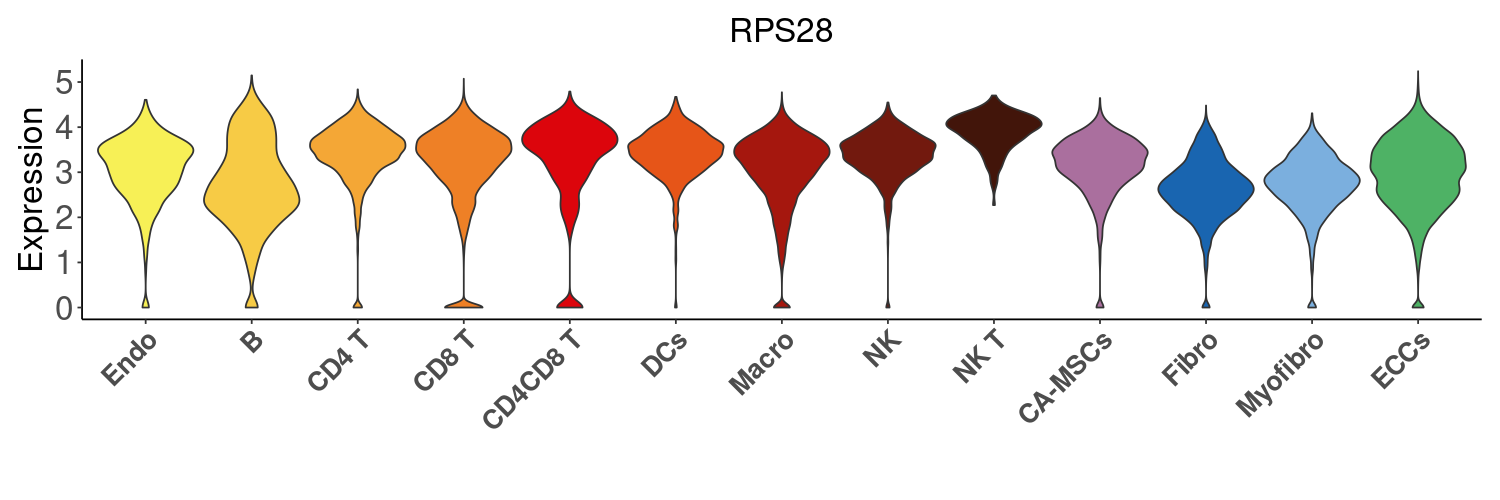 RPS28
Expression
5
4
3
2
1
0
Endo
B
CD4 T
CD8 T
CD4CD8 T
DCs
Macro
NK
NK T
CA-MSCs
Fibro
Myofibro
ECCs